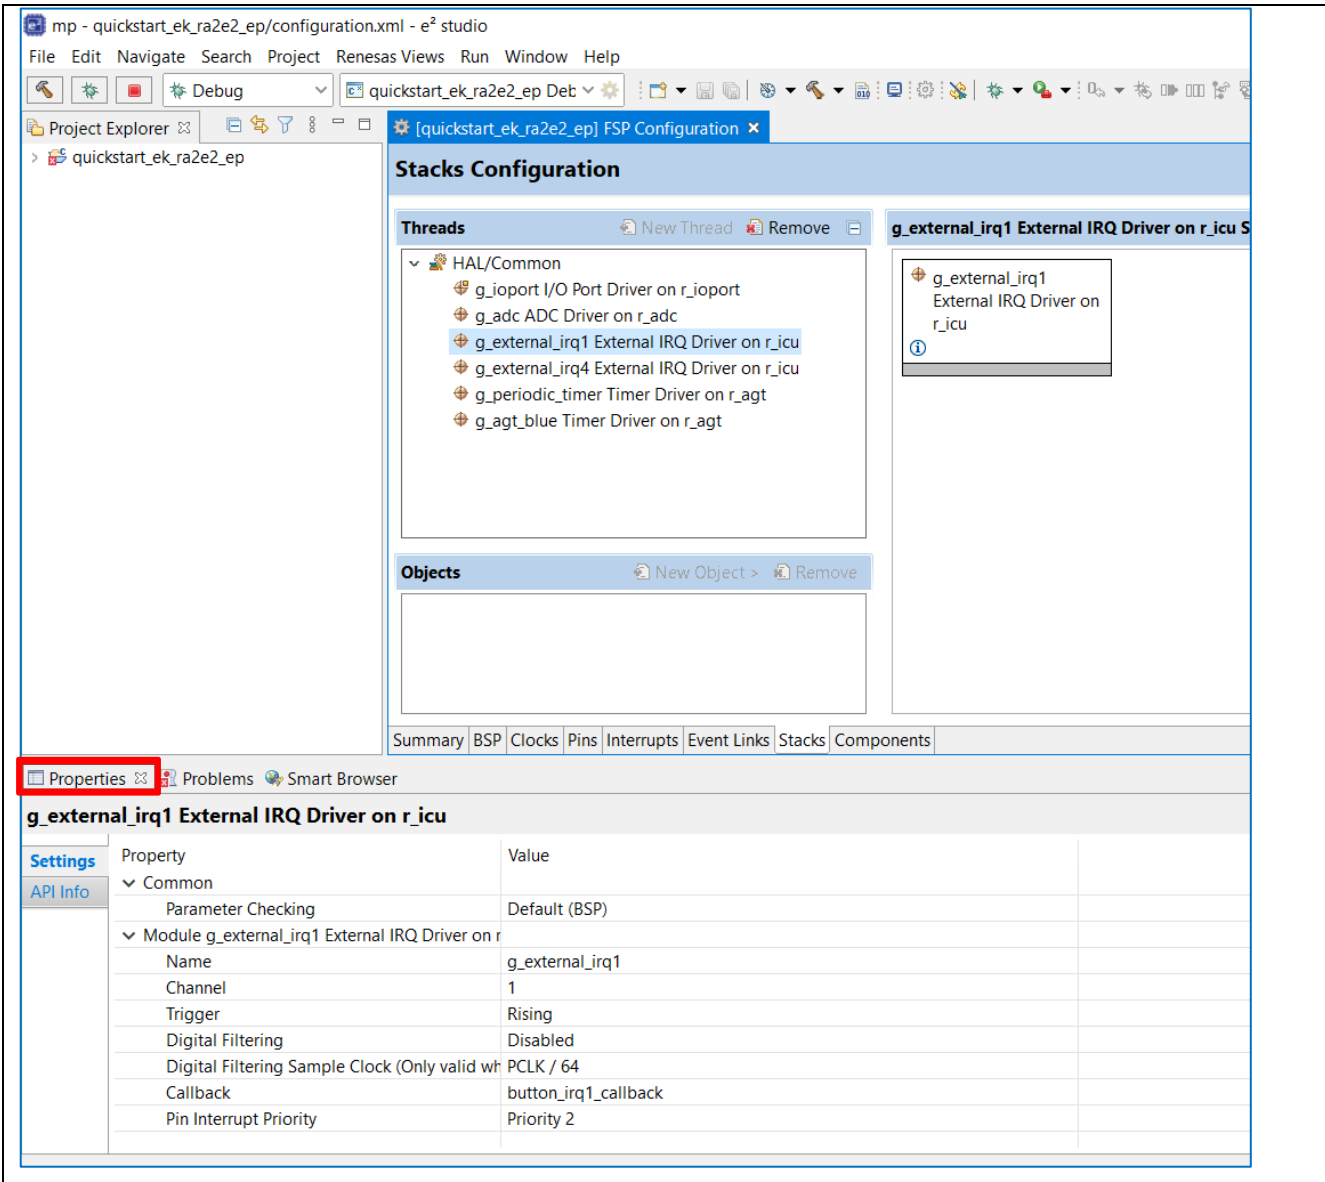 mp - quickstart_ek_ra2e2_ep/configuration.xml - e² studio
File Edit Navigate Search Project Renesas Views Run Window Help
Debug
quickstart_ek_ra2e2_ep Det
Project Explorer
[quickstart_ek_ra2e2_ep] FSP Configuration
quickstart_ek_ra2e2_ep
Stacks Configuration
Threads
New Thread
Remove
g_external_irq1 External IRQ Driver on r_icu S
HAL/Common
g_ioport I/O Port Driver on r_ioport
g_adc ADC Driver on r_adc
g_external_irq1 External IRQ Driver on r_icu
g_external_irq4 External IRQ Driver on r_icu
g_periodic_timer Timer Driver on r_agt
g_agt_blue Timer Driver on r_agt
g_external_irq1
External IRQ Driver on
r_icu
Objects
New Object >
Remove
Summary BSP Clocks Pins Interrupts Event Links Stacks Components
Properties
Problems
Smart Browser
g_external_irq1 External IRQ Driver on r_icu
Settings
API Info
Property Value
Common
Parameter Checking Default (BSP)
Module g_external_irq1 External IRQ Driver on r
Name g_external_irq1
Channel 1
Trigger Rising
Digital Filtering Disabled
Digital Filtering Sample Clock (Only valid wh PCLK / 64
Callback button_irq1_callback
Pin Interrupt Priority Priority 2